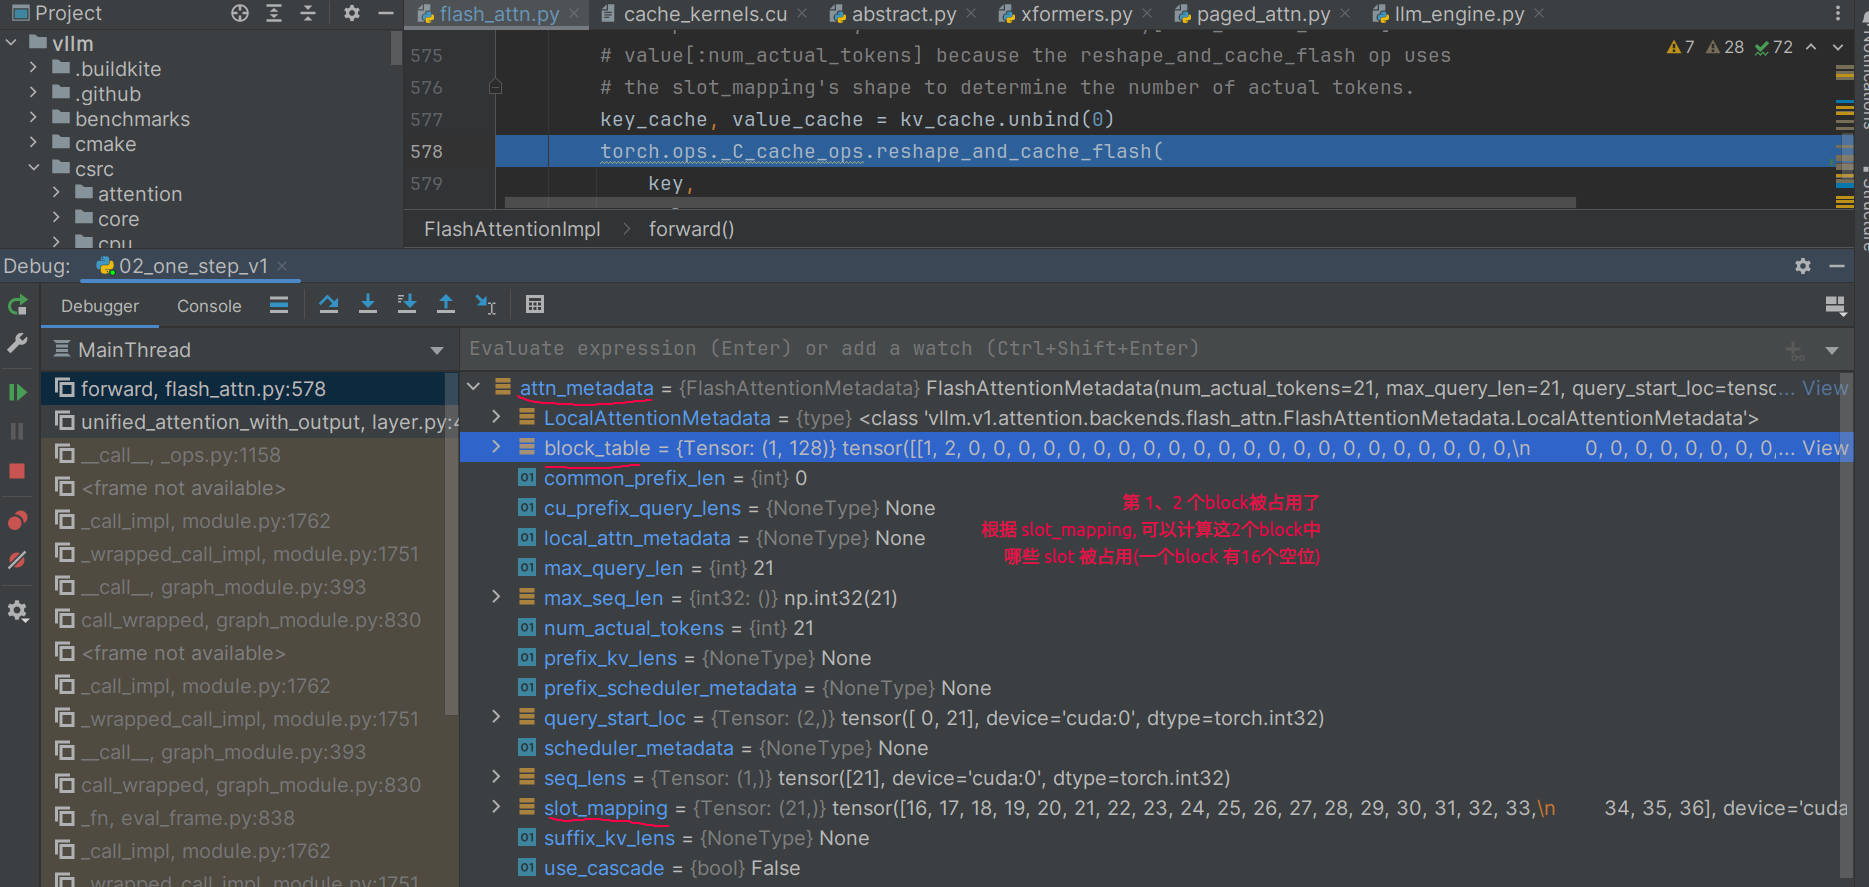 Project
flash_attn.py
cache_kernels.cu
abstract.py
xformers.py
paged_attn.py
llm_engine.py
vllm
.buildkite
.github
benchmarks
cmake
csrc
attention
core
cpu
7 28 72
575 # value[:num_actual_tokens] because the reshape_and_cache_flash op uses
576 # the slot_mapping's shape to determine the number of actual tokens.
577 key_cache, value_cache = kv_cache.unbind(0)
578 torch.ops._C_cache_ops.reshape_and_cache_flash(
579 key,
FlashAttentionImpl > forward()
Notifications
Structure
Debug: 02_one_step_v1
Debugger Console
MainThread
Evaluate expression (Enter) or add a watch (Ctrl+Shift+Enter)
forward, flash_attn.py:578
unified_attention_with_output, layer.py:4
__call__, _ops.py:1158
<frame not available>
_call_impl, module.py:1762
_wrapped_call_impl, module.py:1751
__call__, graph_module.py:393
call_wrapped, graph_module.py:830
<frame not available>
_call_impl, module.py:1762
_wrapped_call_impl, module.py:1751
__call__, graph_module.py:393
call_wrapped, graph_module.py:830
_fn, eval_frame.py:838
_call_impl, module.py:1762
_wrapped_call_impl, module.py:1751
attn_metadata = {FlashAttentionMetadata} FlashAttentionMetadata(num_actual_tokens=21, max_query_len=21, query_start_loc=tensc... View
LocalAttentionMetadata = {type} <class 'vllm.v1.attention.backends.flash_attn.FlashAttentionMetadata.LocalAttentionMetadata'>
block_table = {Tensor: (1, 128)} tensor([[1, 2, 0, 0, 0, 0, 0, 0, 0, 0, 0, 0, 0, 0, 0, 0, 0, 0, 0, 0, 0, 0, 0, 0,\n 0, 0, 0, 0, 0, 0, 0, 0,... View
common_prefix_len = {int} 0
cu_prefix_query_lens = {NoneType} None
local_attn_metadata = {NoneType} None
max_query_len = {int} 21
max_seq_len = {int32: ()} np.int32(21)
num_actual_tokens = {int} 21
prefix_kv_lens = {NoneType} None
prefix_scheduler_metadata = {NoneType} None
query_start_loc = {Tensor: (2,)} tensor([ 0, 21], device='cuda:0', dtype=torch.int32)
scheduler_metadata = {NoneType} None
seq_lens = {Tensor: (1,)} tensor([21], device='cuda:0', dtype=torch.int32)
slot_mapping = {Tensor: (21,)} tensor([16, 17, 18, 19, 20, 21, 22, 23, 24, 25, 26, 27, 28, 29, 30, 31, 32, 33,\n 34, 35, 36], device='cuda
suffix_kv_lens = {NoneType} None
use_cascade = {bool} False
第 1、2 个block被占用了
根据 slot_mapping, 可以计算这2个block中
哪些 slot 被占用(一个block 有16个空位)